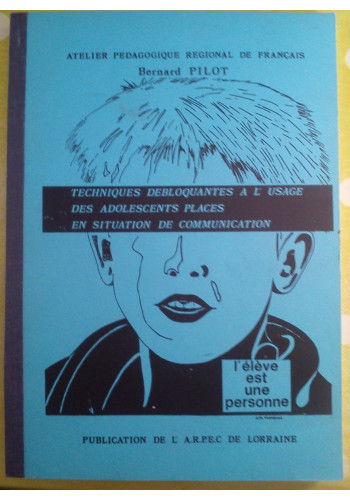 ATELIER PEDAGOGIQUE REGIONAL DE FRANÇAIS
Bernard PILOT
TECHNIQUES DEBLOQUANTES A L' USAGE
DES ADOLESCENTS PLACES
EN SITUATION DE COMMUNICATION
l'élève
est
une
personne
PUBLICATION DE L' A.R.P.E.C DE LORRAINE